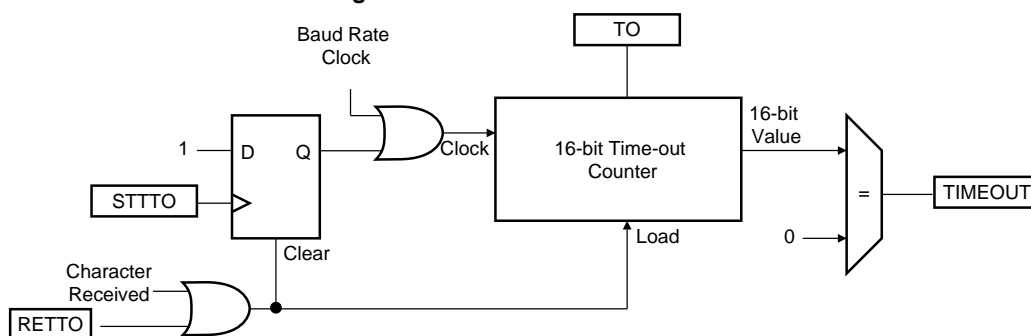 g
TO
Baud Rate
Clock
16-bit
Value
1
D
Q
Clock
16-bit Time-out
Counter
STTTO
=
TIMEOUT
Clear
Load
0
Character
Received
RETTO